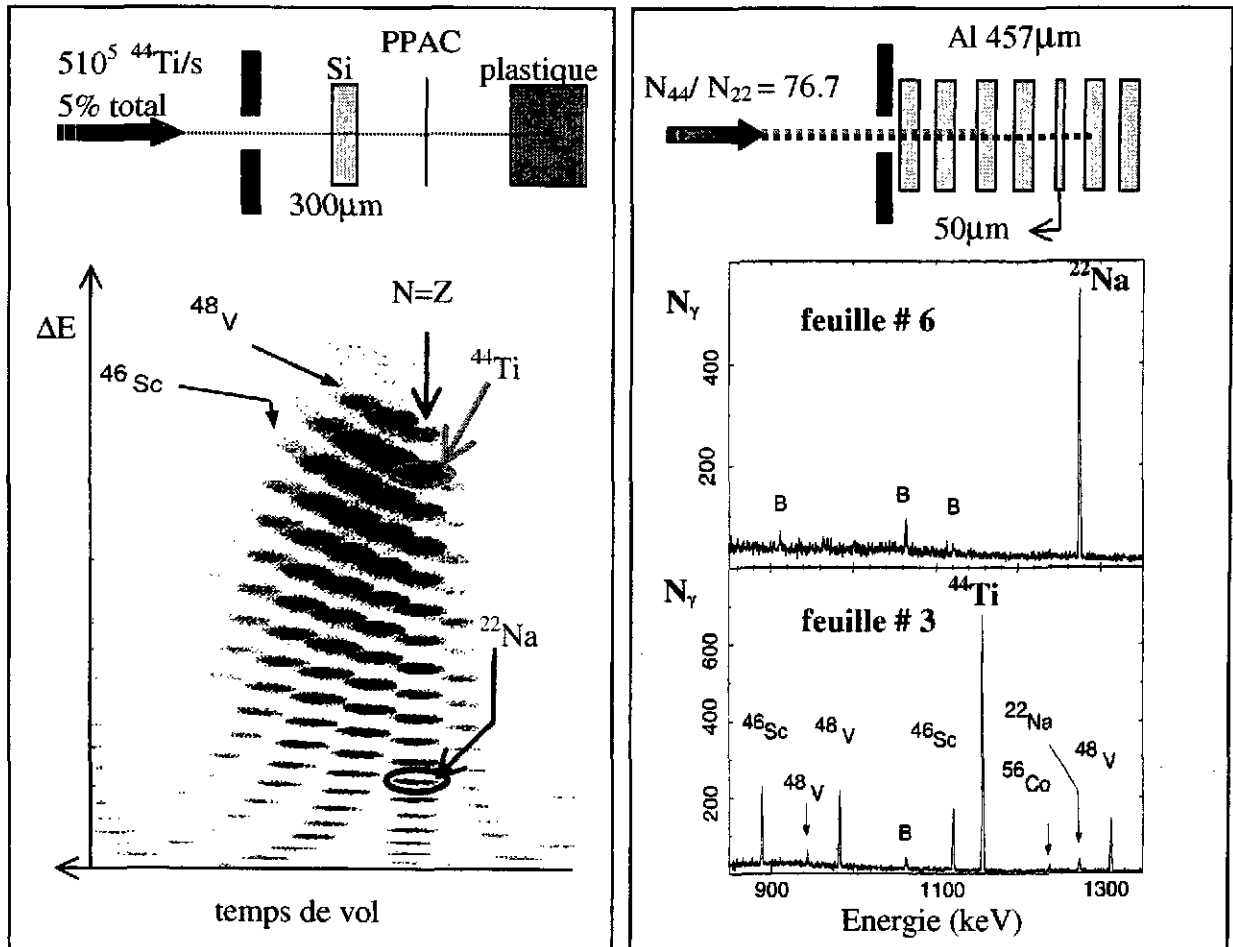 5 10⁵ ⁴⁴Ti/s
5% total
Si
PPAC
plastique
300µm
ΔE
⁴⁶Sc
⁴⁸V
N=Z
⁴⁴Ti
²²Na
temps de vol
Al 457µm
N₄₄/ N₂₂ = 76.7
50µm
²²Na
Nγ
feuille # 6
400
200
B
B
B
⁴⁴Ti
Nγ
feuille # 3
600
400
200
⁴⁶Sc
⁴⁸V
⁴⁸V
B
⁴⁶Sc
²²Na
⁵⁶Co
⁴⁸V
900
1100
1300
Energie (keV)